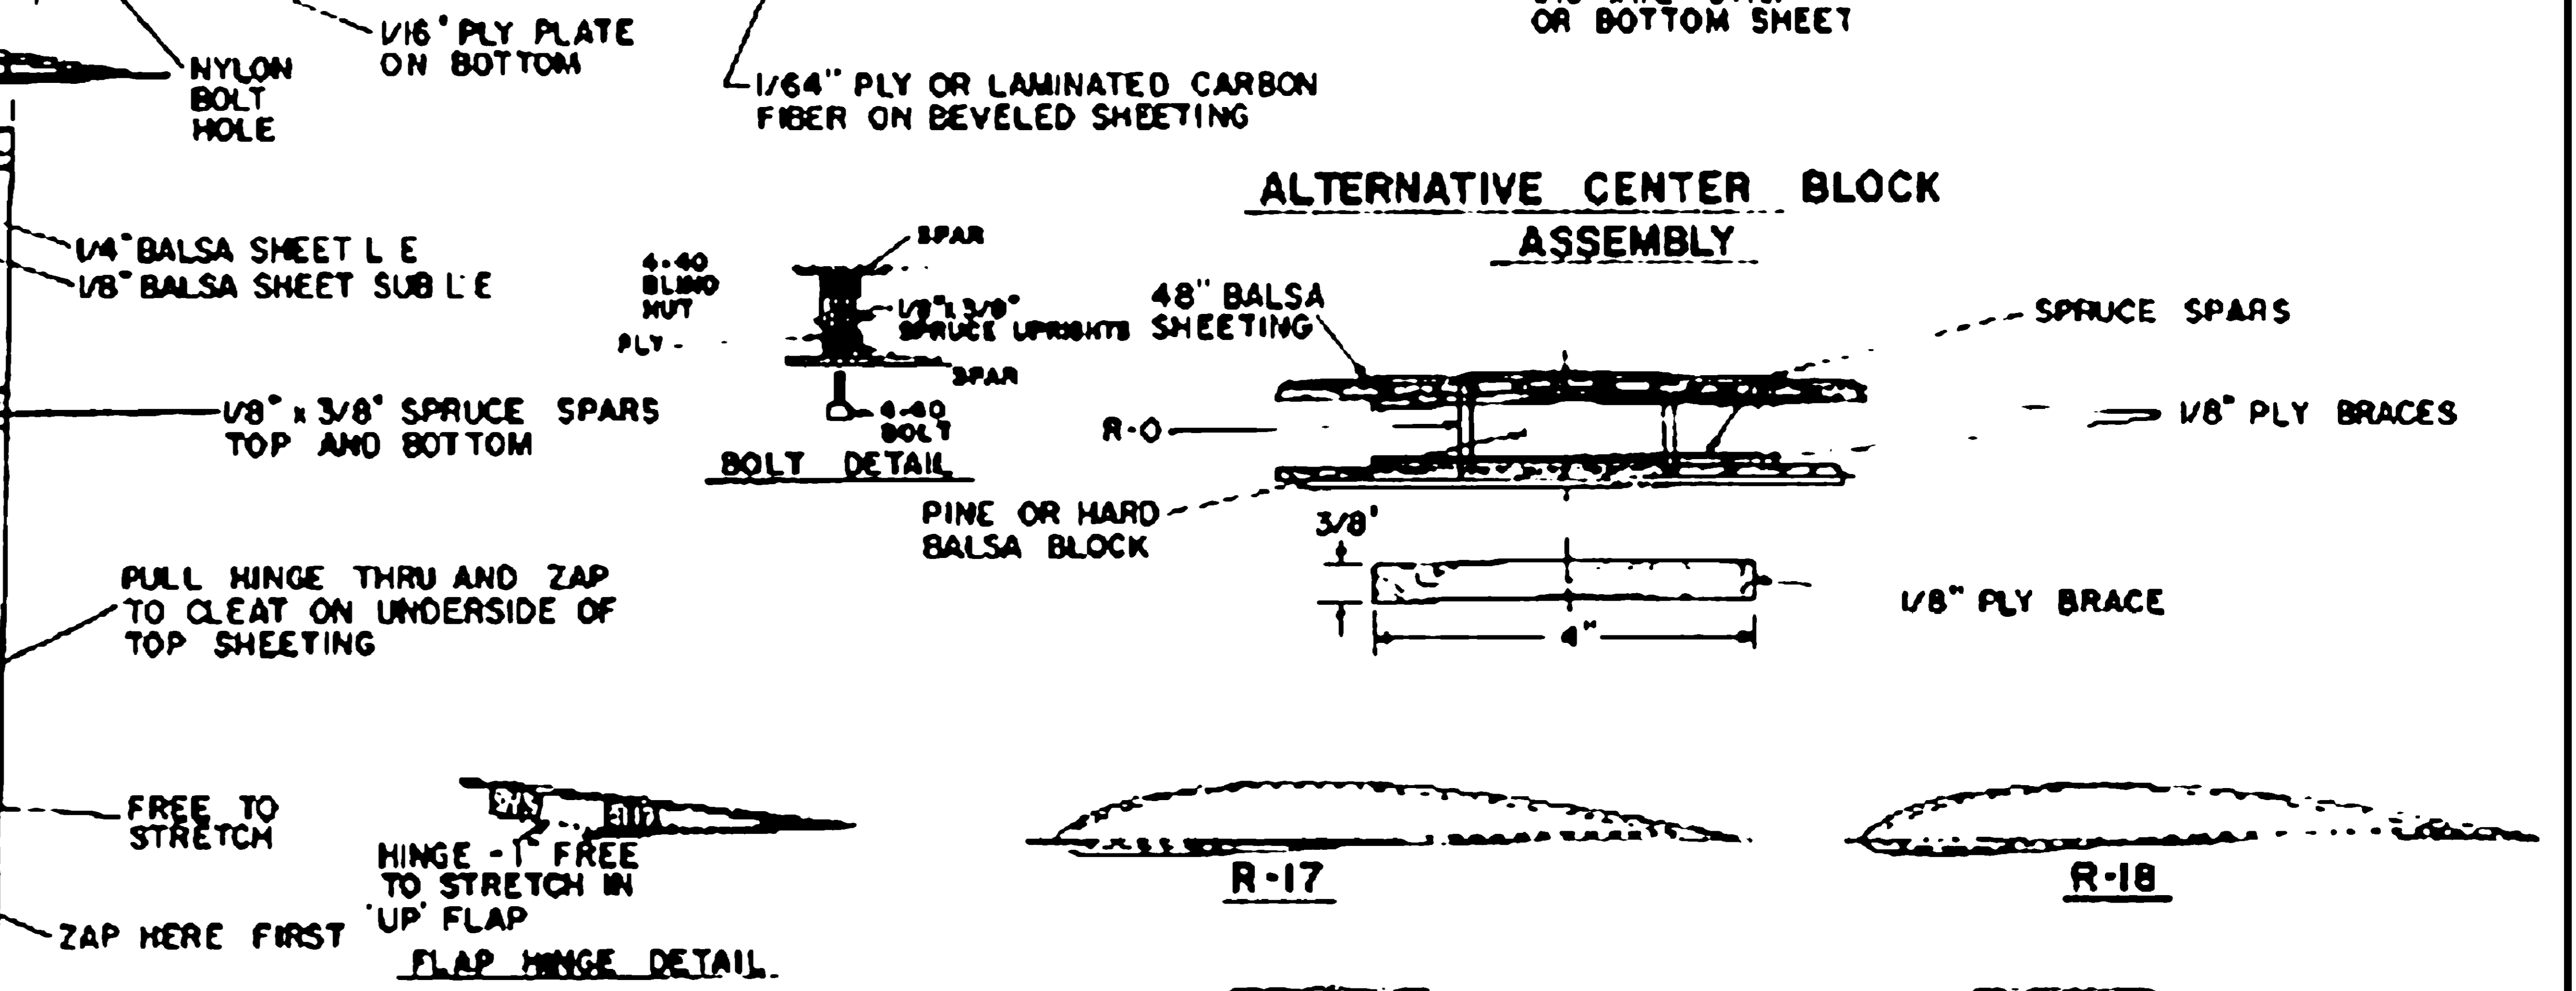 1/16" PLY PLATE
ON BOTTOM
NYLON
BOLT
HOLE
OR BOTTOM SHEET
1/64" PLY OR LAMINATED CARBON
FIBER ON BEVELED SHEETING
1/4" BALSA SHEET L E
1/8" BALSA SHEET SUB L E
1/8" x 3/8" SPRUCE SPARS
TOP AND BOTTOM
PULL HINGE THRU AND ZAP
TO CLEAT ON UNDERSIDE OF
TOP SHEETING
FREE TO
STRETCH
ZAP HERE FIRST
SPAR
4-40
BLIND
NUT
1/8" x 3/8"
SPRUCE UPRIGHTS
PLY
SPAR
4-40
BOLT
BOLT DETAIL
ALTERNATIVE CENTER BLOCK
ASSEMBLY
48" BALSA
SHEETING
SPRUCE SPARS
R-0
1/8" PLY BRACES
PINE OR HARD
BALSA BLOCK
3/8"
4"
1/8" PLY BRACE
HINGE - 1" FREE
TO STRETCH IN
'UP' FLAP
FLAP HINGE DETAIL
R-17
R-18